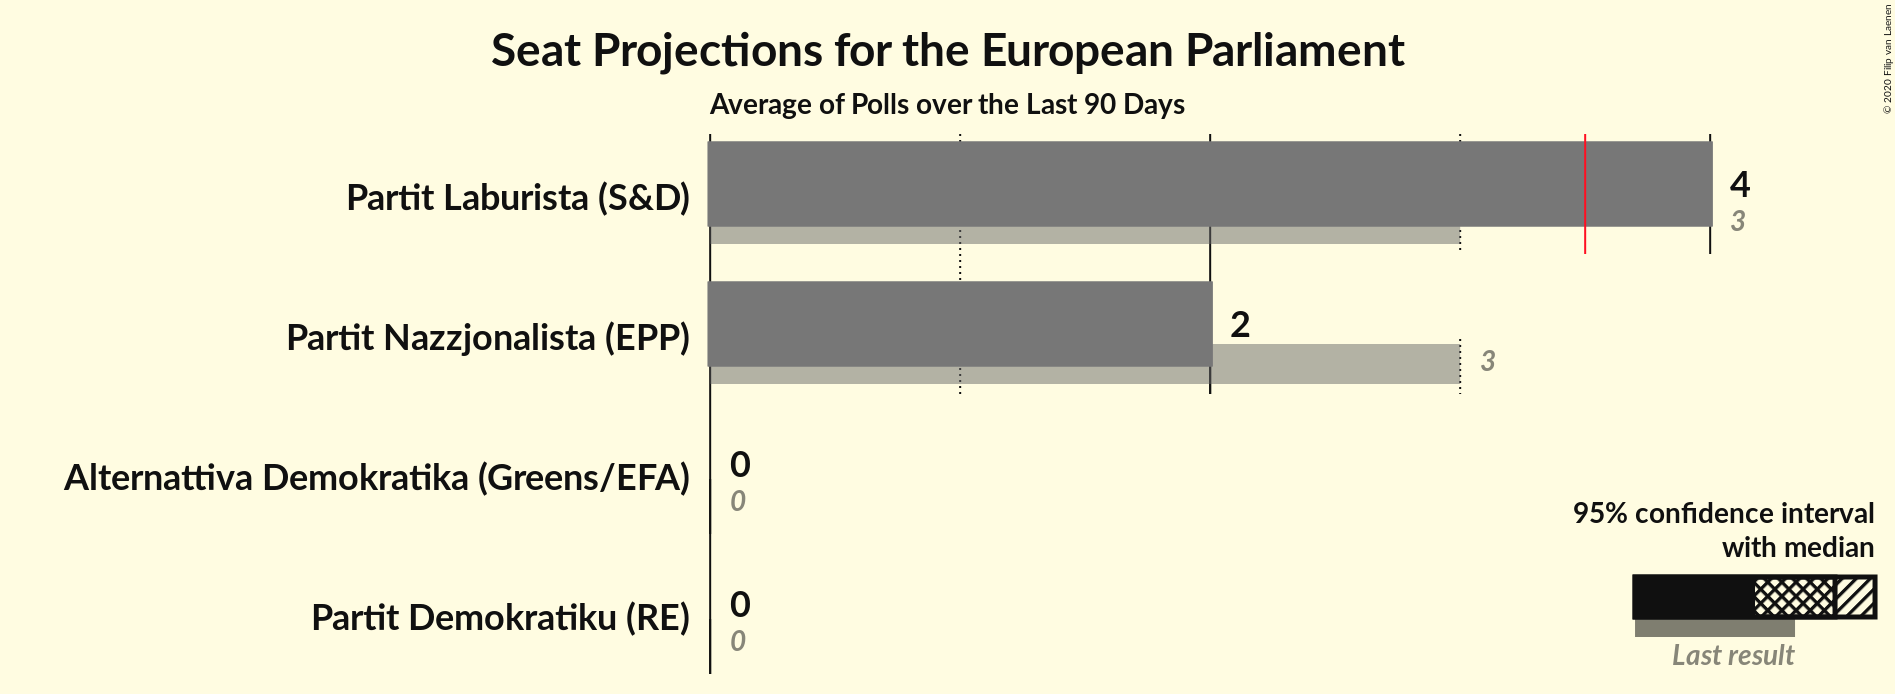 Seat Projections for the European Parliament
Average of Polls over the Last 90 Days
© 2020 Filip van Laenen
Partit Laburista (S&D)
4
3
Partit Nazzjonalista (EPP)
2
3
Alternattiva Demokratika (Greens/EFA)
0
0
Partit Demokratiku (RE)
0
0
95% confidence interval
with median
Last result